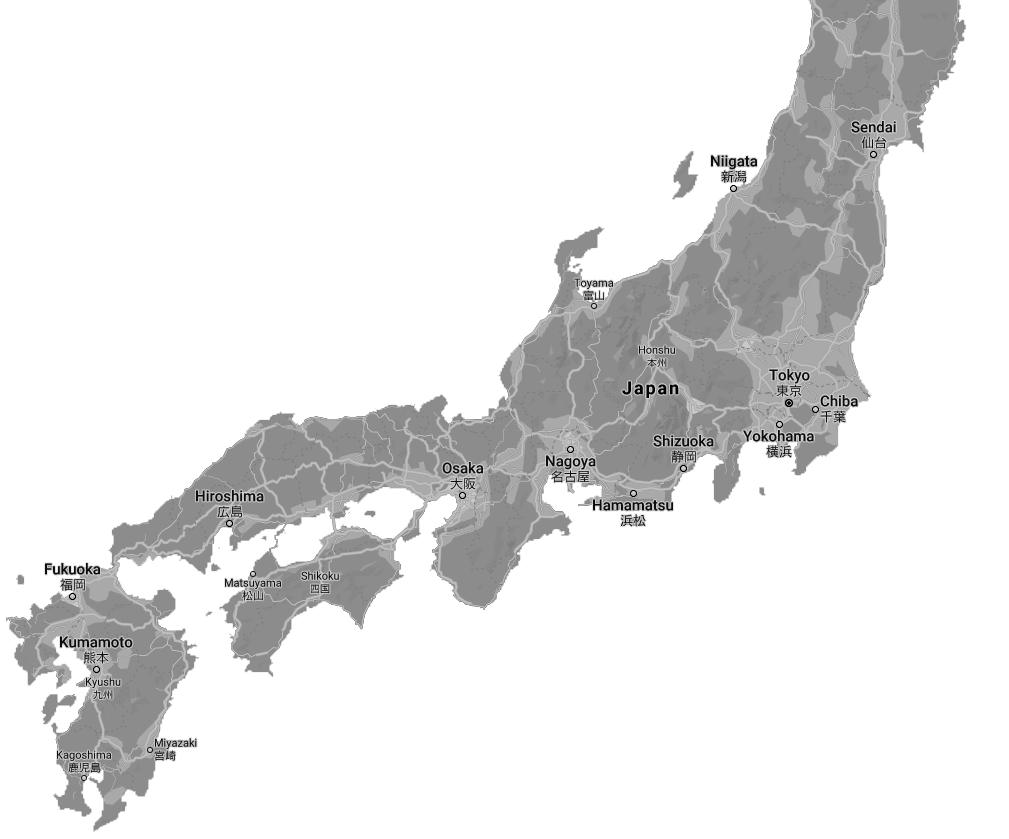 Sendai
仙台
Niigata
新潟
Toyama
富山
Honshu
本州
Japan
Tokyo
東京
Chiba
千葉
Yokohama
横浜
Shizuoka
静岡
Nagoya
名古屋
Osaka
大阪
Hamamatsu
浜松
Hiroshima
広島
Fukuoka
福岡
Matsuyama
松山
Shikoku
四国
Kumamoto
熊本
Kyushu
九州
Miyazaki
宮崎
Kagoshima
鹿児島